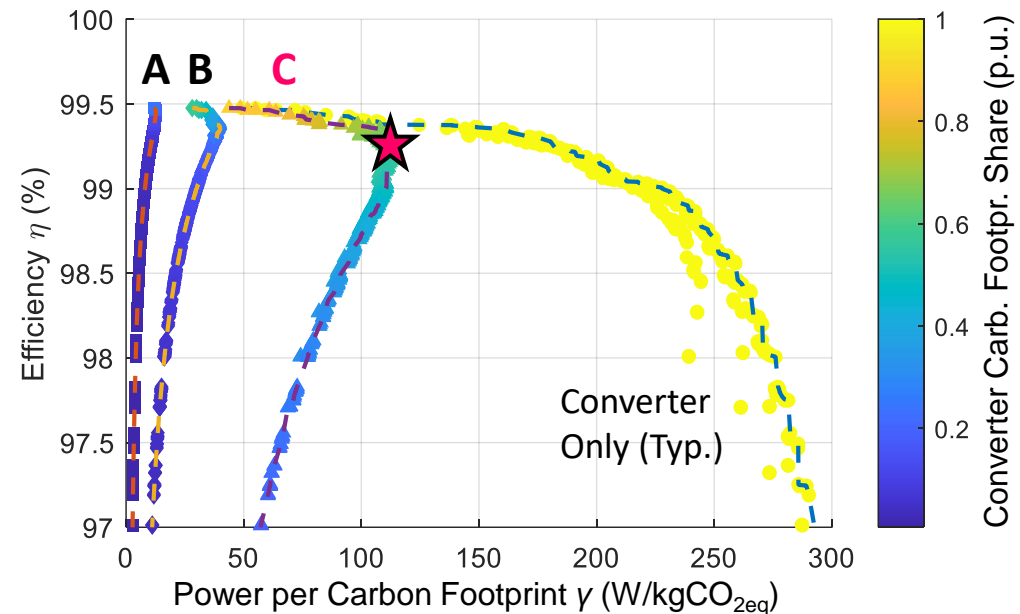 100
99.5
99
98.5
98
97.5
97
Efficiency η (%)
A B C
Converter
Only (Typ.)
0 50 100 150 200 250 300
Power per Carbon Footprint γ (W/kgCO2eq)
1
0.8
0.6
0.4
0.2
Converter Carb. Footpr. Share (p.u.)